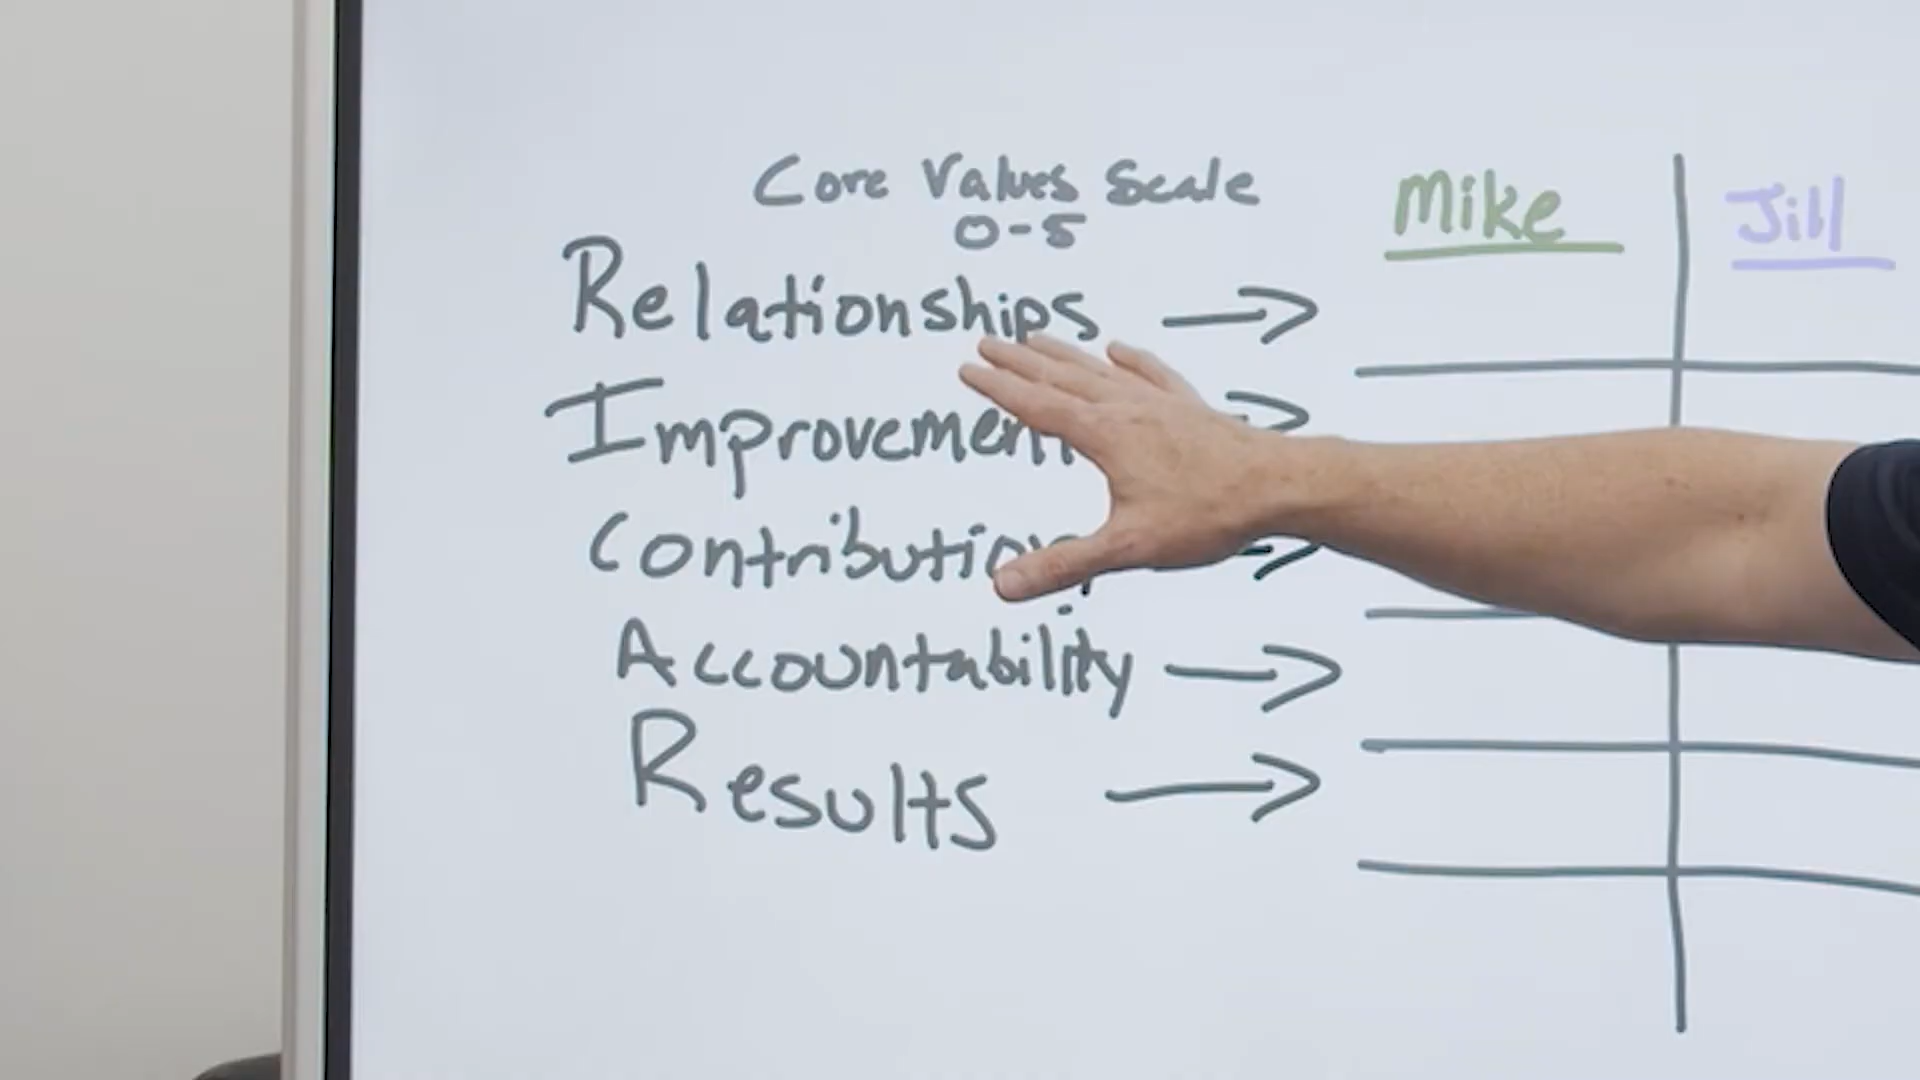 Core Values Scale
0-5
Mike
Jill
Relationships
Improvement
Contribution
Accountability
Results